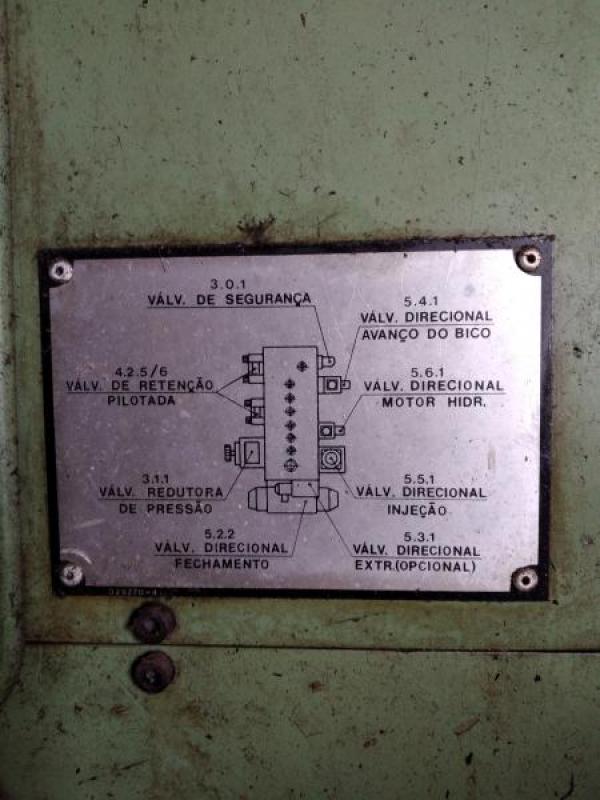 3.0.1
VÁLV. DE SEGURANÇA
5.4.1
VÁLV. DIRECIONAL
AVANÇO DO BICO
4.2.5/6
VÁLV. DE RETENÇÃO
PILOTADA
5.6.1
VÁLV. DIRECIONAL
MOTOR HIDR.
3.1.1
VÁLV. REDUTORA
DE PRESSÃO
5.5.1
VÁLV. DIRECIONAL
INJEÇÃO
5.2.2
VÁLV. DIRECIONAL
FECHAMENTO
5.3.1
VÁLV. DIRECIONAL
EXTR.(OPCIONAL)